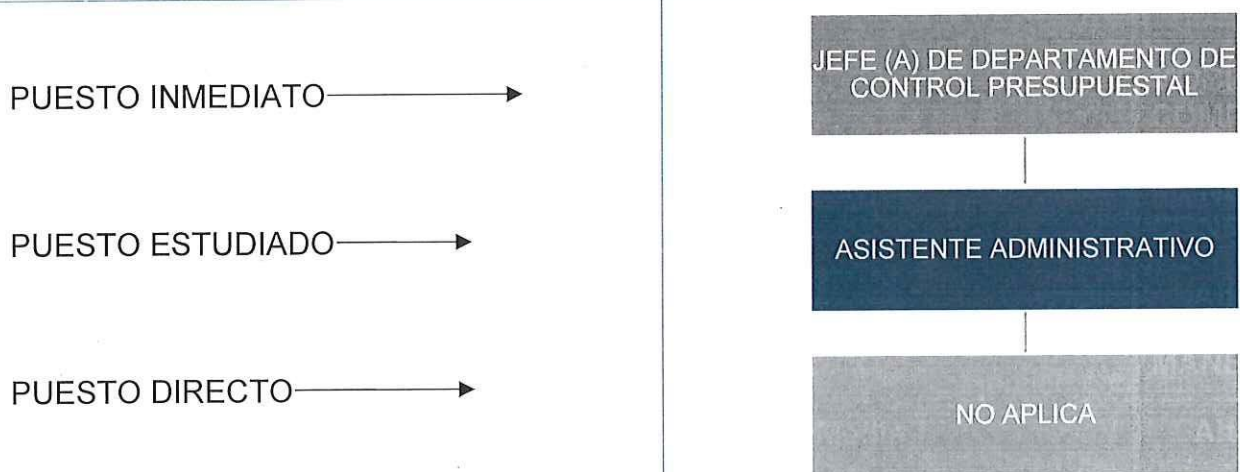 PUESTO INMEDIATO
JEFE (A) DE DEPARTAMENTO DE
CONTROL PRESUPUESTAL
PUESTO ESTUDIADO
ASISTENTE ADMINISTRATIVO
PUESTO DIRECTO
NO APLICA